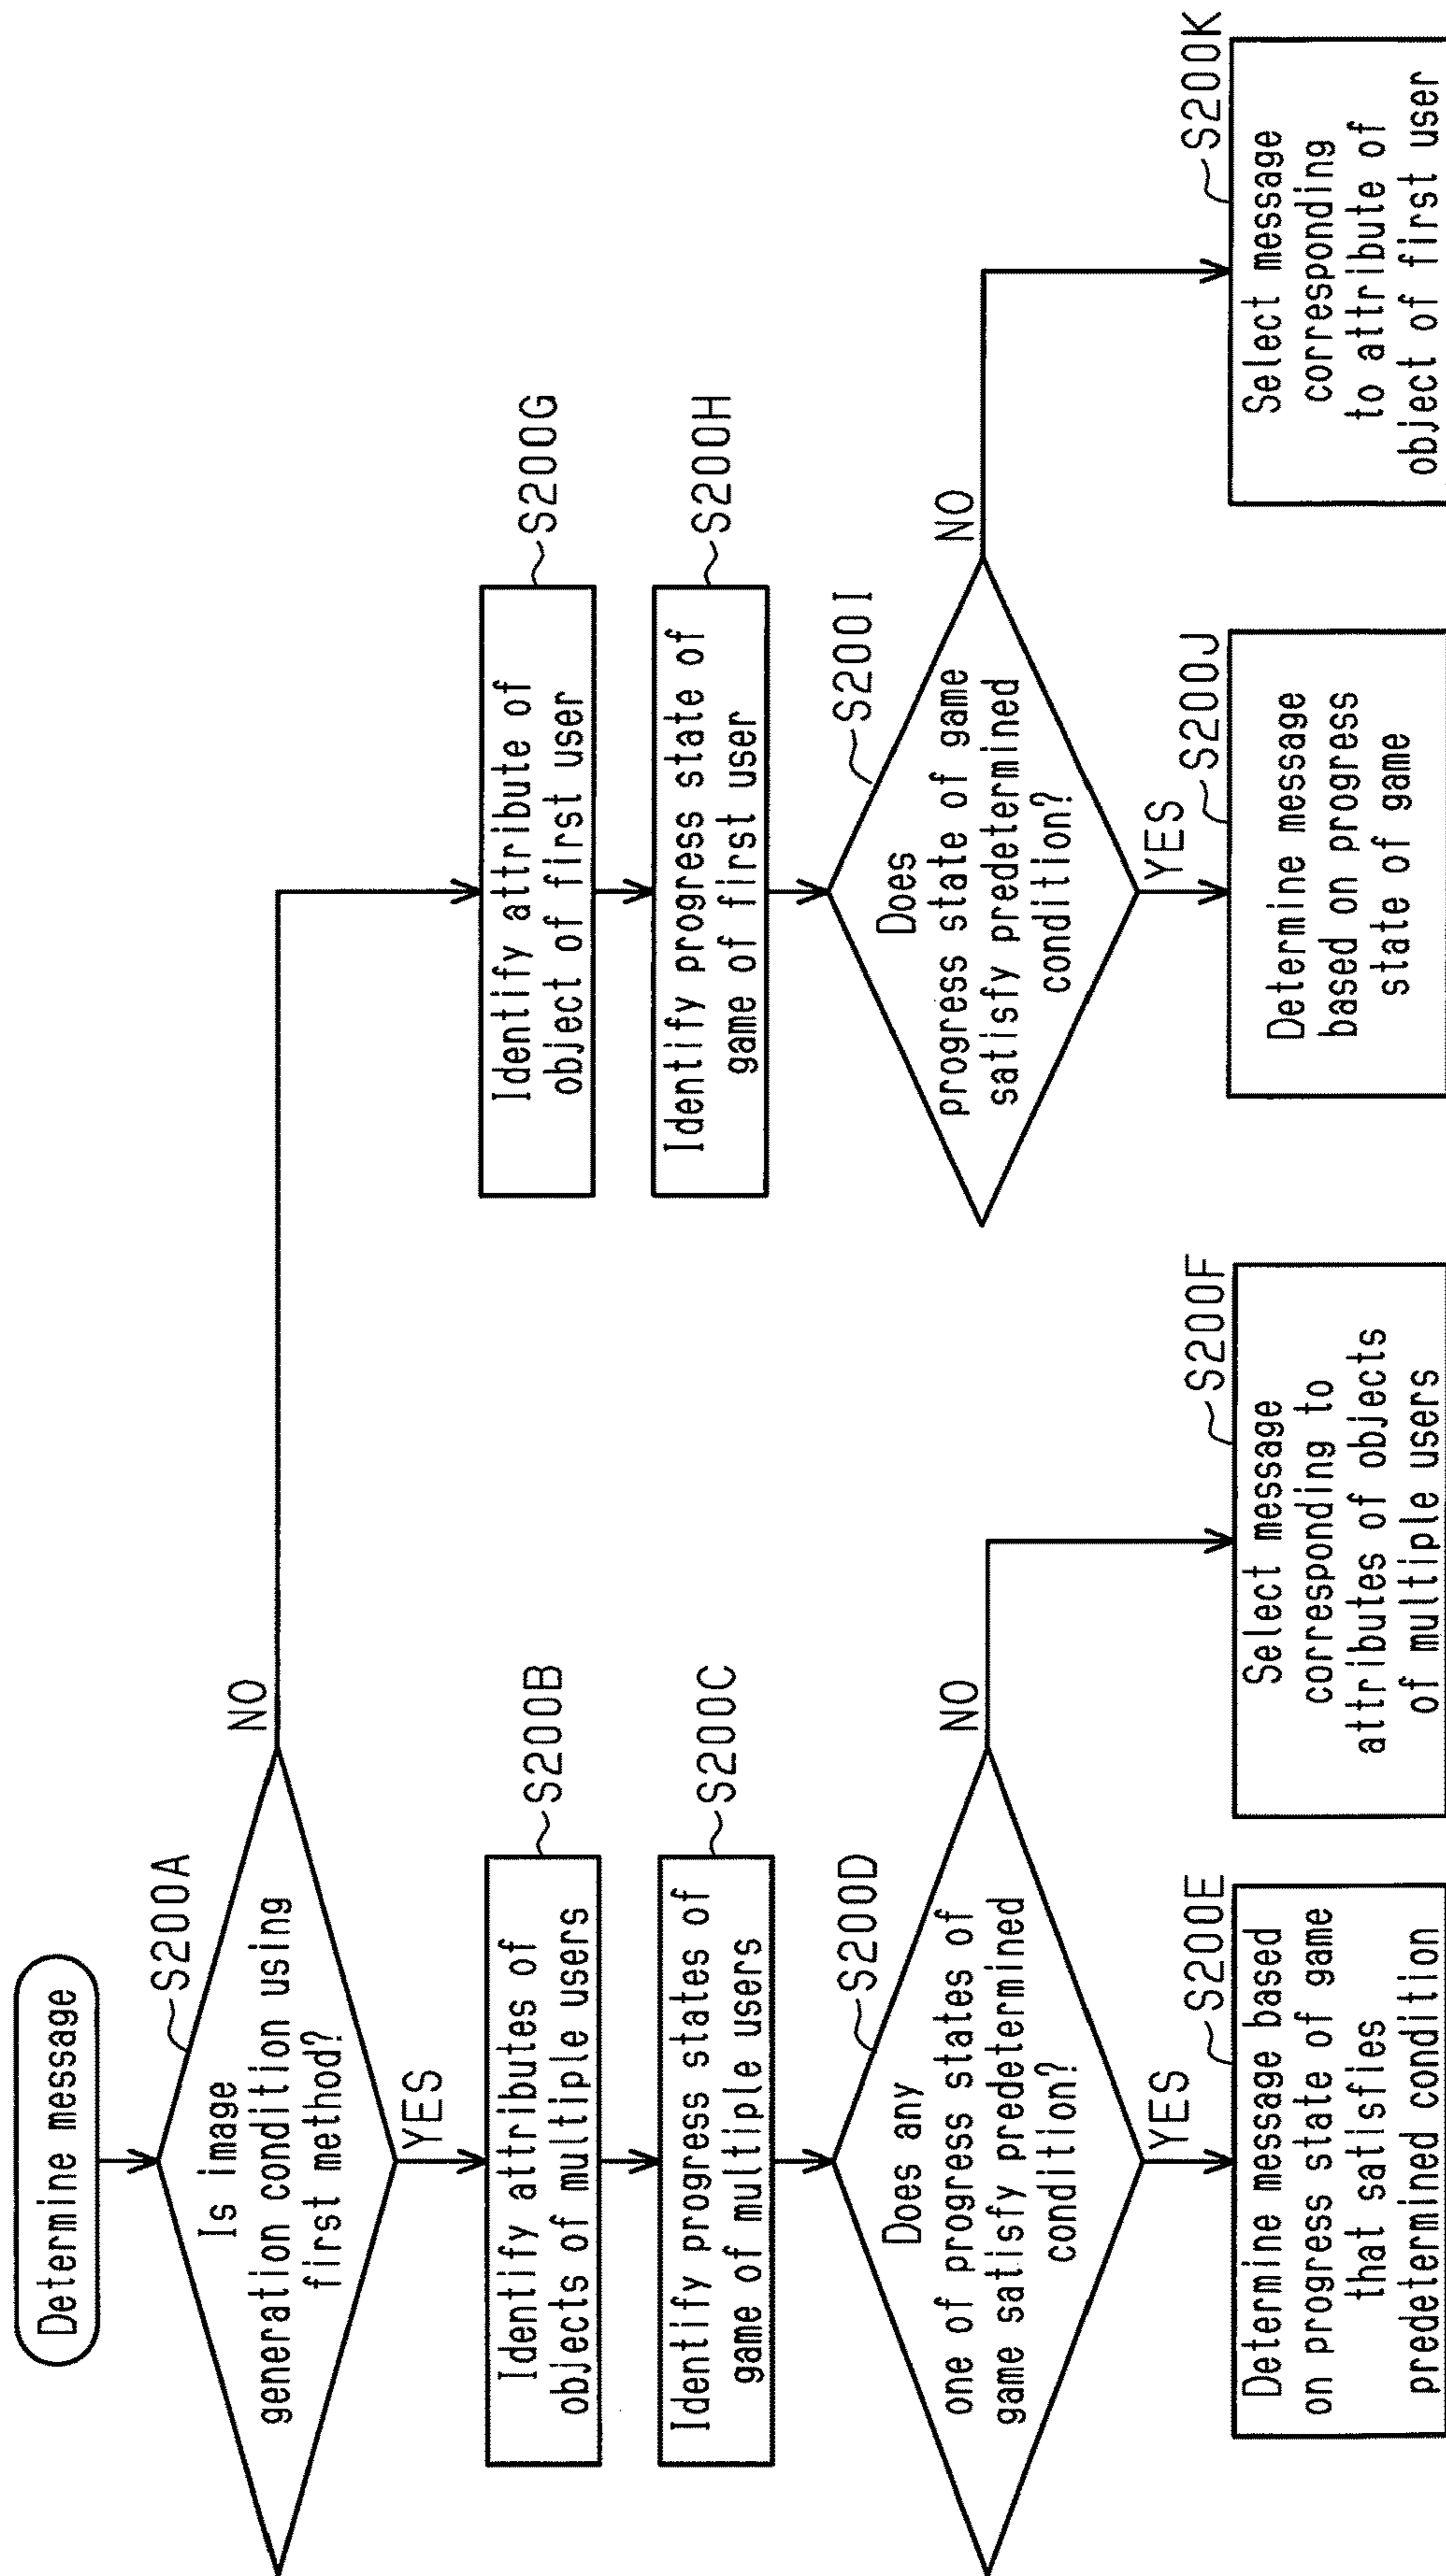 Determine message
S200A
Is image
generation condition using
first method?
NO
YES
Identify attributes of
objects of multiple users
S200B
Identify progress states of
game of multiple users
S200C
S200D
Does any
one of progress states of
game satisfy predetermined
condition?
NO
YES
S200E
Determine message based
on progress state of game
that satisfies
predetermined condition
S200F
Select message
corresponding to
attributes of objects
of multiple users
Identify attribute of
object of first user
S200G
Identify progress state of
game of first user
S200H
S200I
Does
progress state of game
satisfy predetermined
condition?
NO
YES
S200J
Determine message
based on progress
state of game
S200K
Select message
corresponding
to attribute of
object of first user